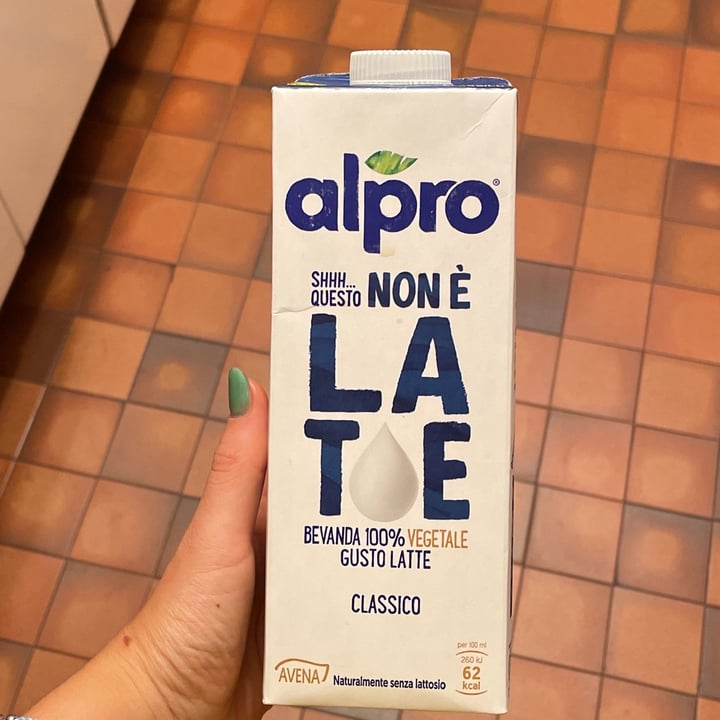 alpro®
SHHH...
QUESTO NON È
LA
T E
BEVANDA 100% VEGETALE
GUSTO LATTE
CLASSICO
AVENA
Naturalmente senza lattosio
per 100 ml
260 kJ
62
kcal